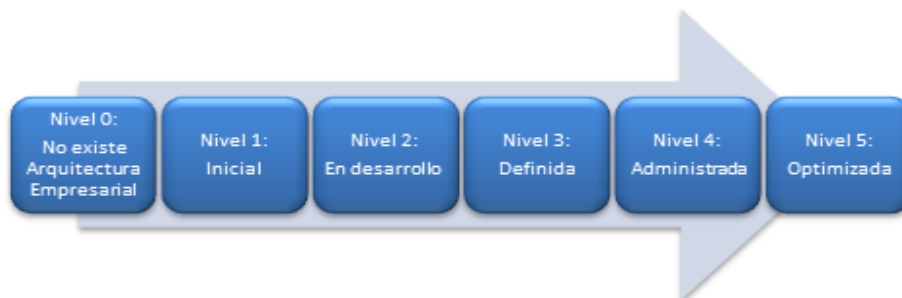 Nivel 0:
No existe
Arquitectura
Empresarial
Nivel 1:
Inicial
Nivel 2:
En desarrollo
Nivel 3:
Definida
Nivel 4:
Administrada
Nivel 5:
Optimizada